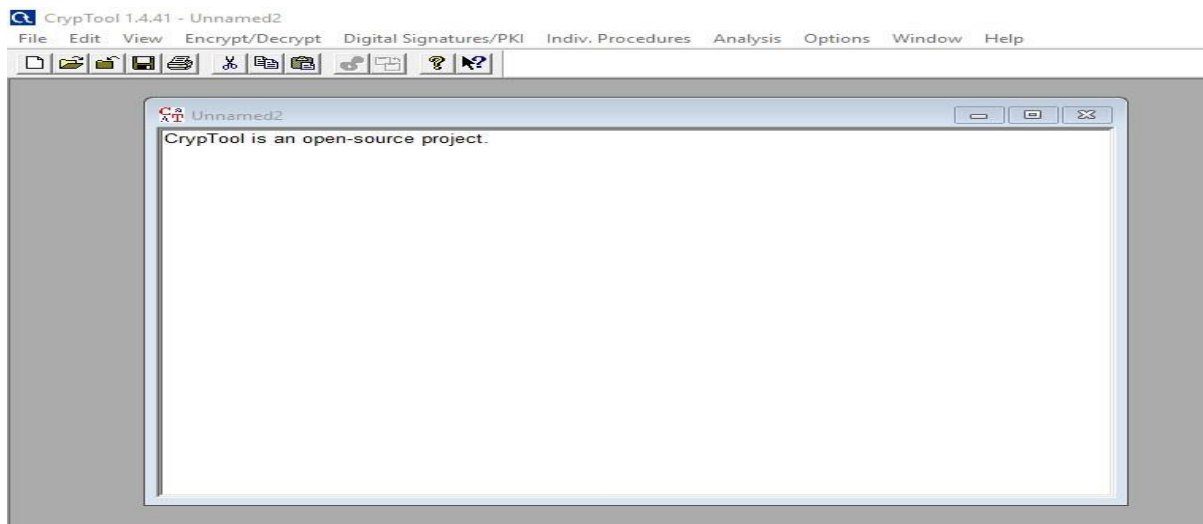 CrypTool 1.4.41 - Unnamed2
File Edit View Encrypt/Decrypt Digital Signatures/PKI Indiv. Procedures Analysis Options Window Help
Unnamed2
CrypTool is an open-source project.